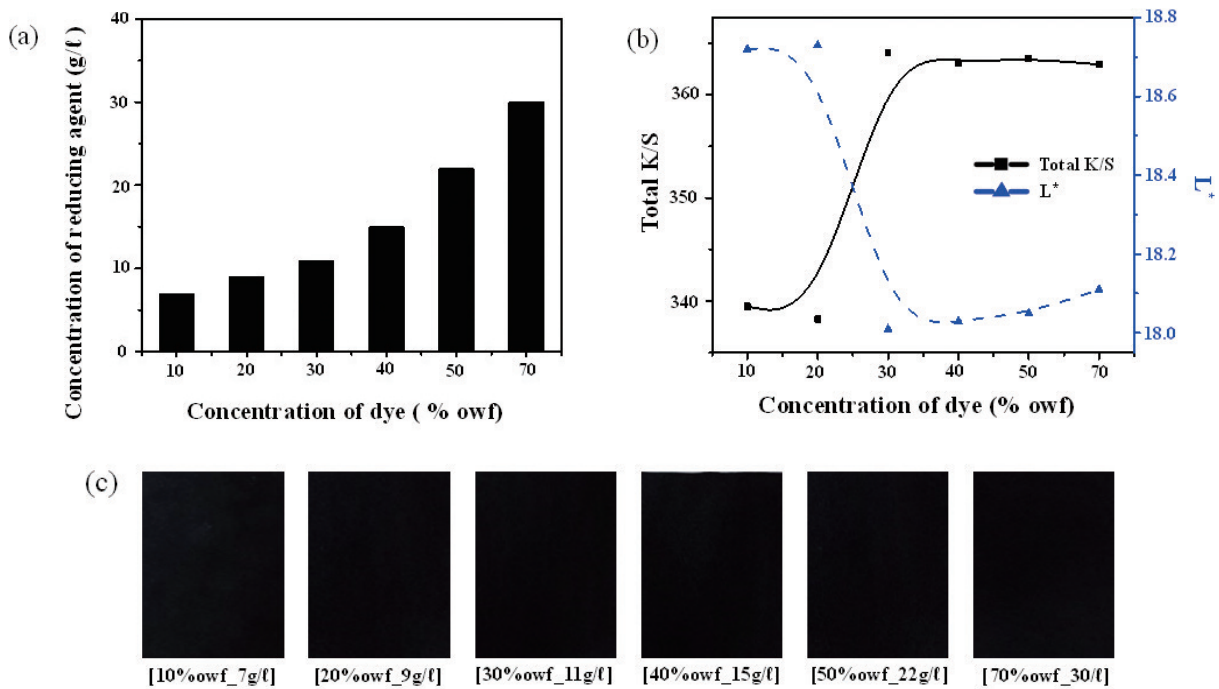 (a)
Concentration of reducing agent (g/ℓ)
40
30
20
10
0
10 20 30 40 50 70
Concentration of dye ( % owf)
(b)
Total K/S
360
350
340
10 20 30 40 50 70
Concentration of dye (% owf)
Total K/S
L*
18.8
18.6
18.4
18.2
18.0
L*
(c)
[10%owf_7g/ℓ] [20%owf_9g/ℓ] [30%owf_11g/ℓ] [40%owf_15g/ℓ] [50%owf_22g/ℓ] [70%owf_30/ℓ]